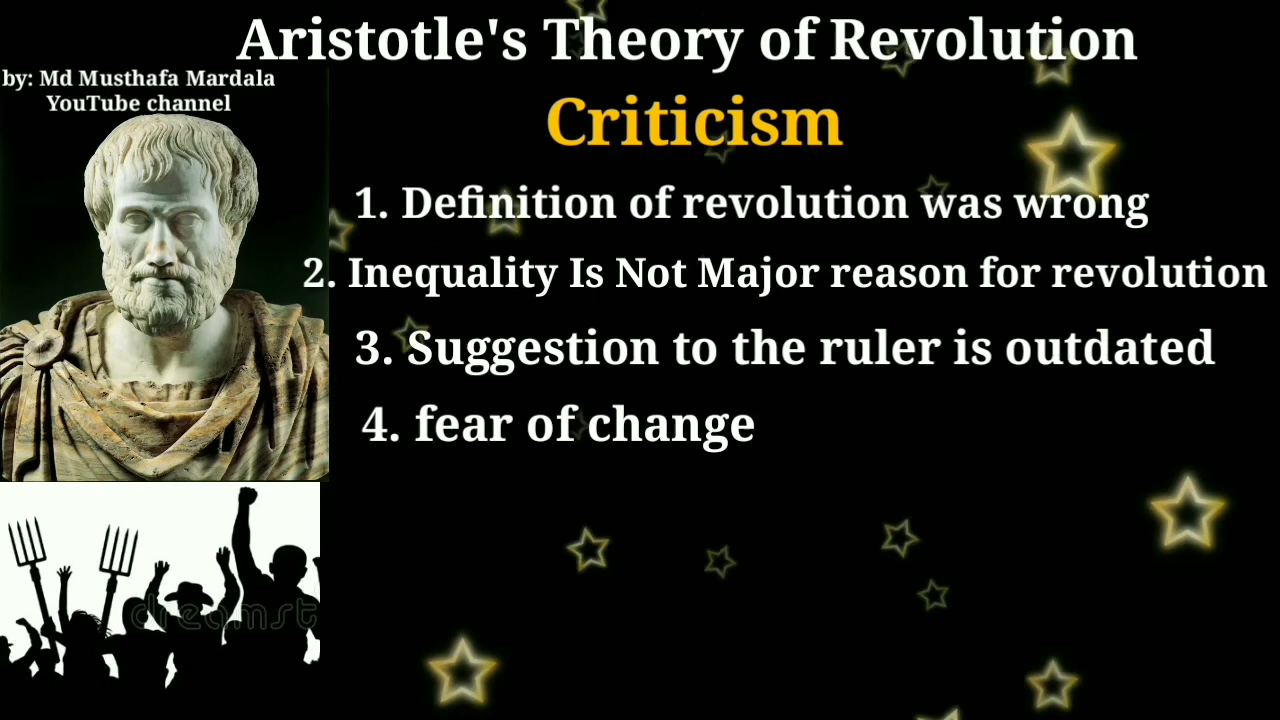 Aristotle's Theory of Revolution
by: Md Musthafa Mardala
YouTube channel
Criticism
1. Definition of revolution was wrong
2. Inequality Is Not Major reason for revolution
3. Suggestion to the ruler is outdated
4. fear of change
dreamst